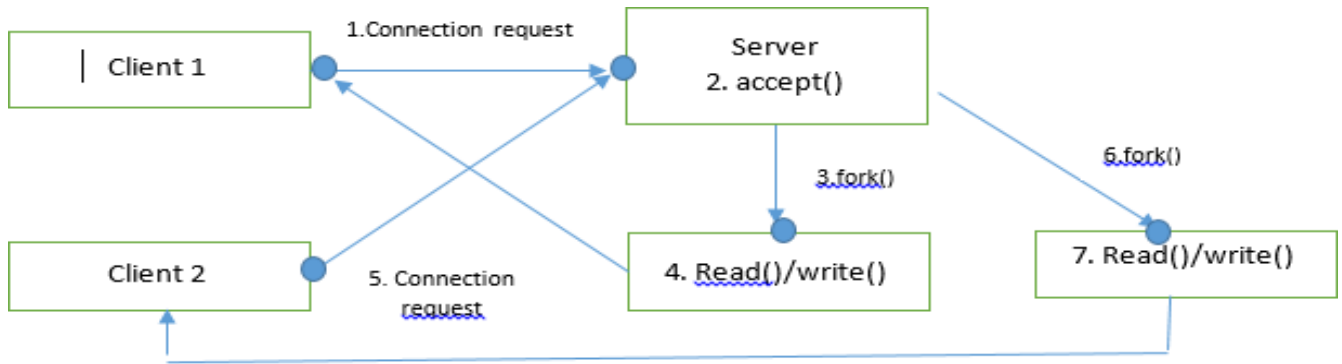 1.Connection request
Client 1
Server
2. accept()
3.fork()
6.fork()
Client 2
5. Connection
request
4. Read()/write()
7. Read()/write()